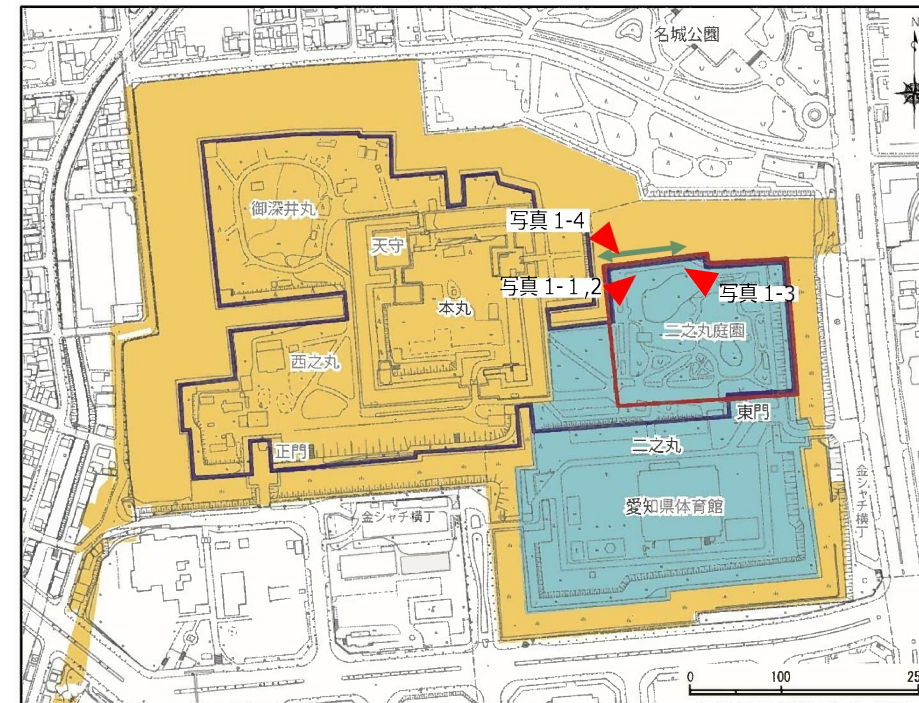 名城公園
N
御深井丸
天守
写真 1-4
写真 1-1 ,2
写真 1-3
本丸
二之丸庭園
西之丸
東門
正門
二之丸
愛知県体育館
金シャチ横丁
金シャチ横丁
0 100 25